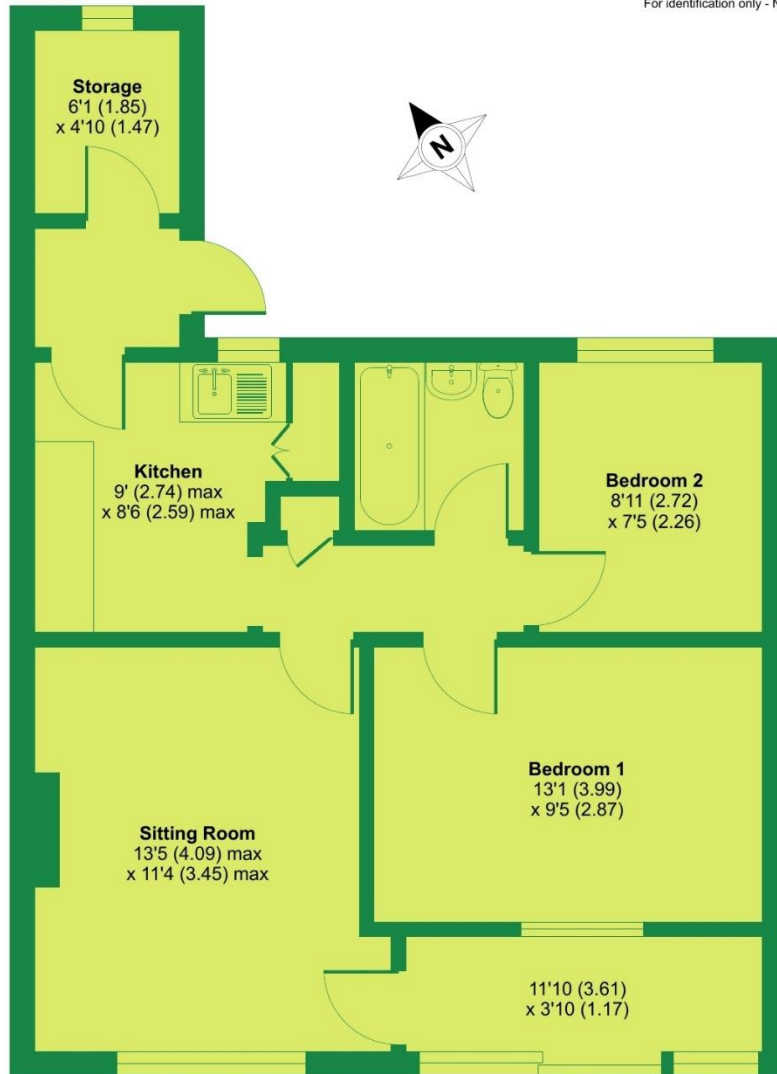 For identification only - N
Storage
6'1 (1.85)
x 4'10 (1.47)
N
Kitchen
9' (2.74) max
x 8'6 (2.59) max
Bedroom 2
8'11 (2.72)
x 7'5 (2.26)
Bedroom 1
13'1 (3.99)
x 9'5 (2.87)
Sitting Room
13'5 (4.09) max
x 11'4 (3.45) max
11'10 (3.61)
x 3'10 (1.17)